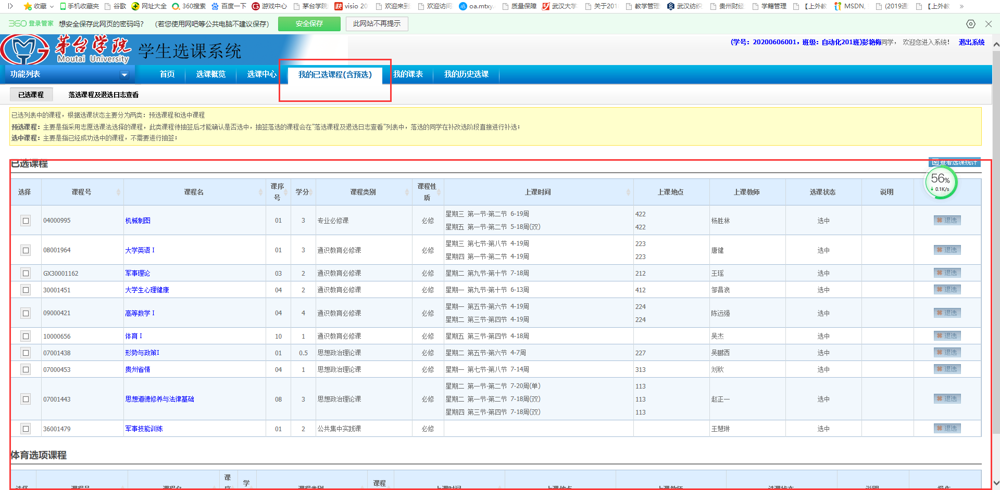 收藏 手机收藏夹 谷歌 网址大全 360搜索 百度一下 游戏中心 茅台学院 visio 20 欢迎来到 欢迎访问 oa.mtxy. 质量保障 武汉大学 关于201 教学管理 武汉纺织 贵州财经 学籍管理 【上外教 MSDN, (2019通 【上外教 »
360 登录管家 想安全保存此网页的密码吗？ （若您使用网吧等公共电脑不建议保存） 安全保存 此网站不再提示
茅台学院 Moutai University 学生选课系统
(学号：20200606001，班级：自动化201班)彭艳梅同学， 欢迎您进入系统！ 退出系统
功能列表 首页 选课概览 选课中心 我的已选课程(含预选) 我的课表 我的历史选课
已选课程 落选课程及退选日志查看
已选列表中的课程，根据选课状态主要分为两类：预选课程和选中课程
预选课程：主要是指采用志愿选课法选择的课程，此类课程待抽签后才能确认是否选中，抽签落选的课程会在"落选课程及退选日志查看"列表中，落选的同学在补改选阶段直接进行补选；
选中课程：主要是指已经成功选中的课程，不需要进行抽签；
已选课程 查看选课统计
56% ↓ 0.1K/s
选择 课程号 课程名 课序号 学分 课程类别 课程性质 上课时间 上课地点 上课教师 选课状态 说明
04000995 机械制图 01 3 专业必修课 必修 星期三 第一节-第二节 6-19周 422 杨胜林 选中 退选
星期五 第一节-第二节 5-18周(双) 422
08001964 大学英语 I 01 3 通识教育必修课 必修 星期三 第七节-第八节 4-19周 223 唐健 选中 退选
星期四 第一节-第二节 4-19周 223
GX30001162 军事理论 03 2 通识教育必修课 必修 星期二 第九节-第十节 7-18周 212 王瑶 选中 退选
30001451 大学生心理健康 04 2 通识教育必修课 必修 星期一 第九节-第十节 6-13周 412 邹昌浪 选中 退选
09000421 高等数学 I 04 4 通识教育必修课 必修 星期一 第五节-第六节 4-19周 224 陈远强 选中 退选
星期二 第三节-第四节 4-19周 224
10000656 体育 I 10 1 通识教育必修课 必修 星期五 第三节-第四节 4-18周 吴杰 选中 退选
07001438 形势与政策I 01 0.5 思想政治理论课 必修 星期二 第五节-第六节 4-7周 227 吴鹏西 选中 退选
07000453 贵州省情 04 1 思想政治理论课 必修 星期一 第七节-第八节 7-14周 313 刘秋 选中 退选
07001443 思想道德修养与法律基础 08 3 思想政治理论课 必修 星期二 第一节-第二节 7-20周(单) 113 赵正一 选中 退选
星期二 第一节-第二节 7-18周(双) 113
星期四 第三节-第四节 7-18周(双) 113
36001479 军事技能训练 01 2 公共集中实践课 必修 王慧琳 选中 退选
体育选项课程
选择 课程号 课程名 课序 学 课程类别 课程 上课时间 上课地点 上课教师 选课状态 说明 操作